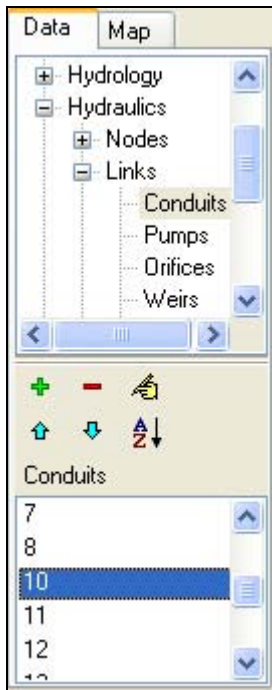 Data Map
Hydrology
Hydraulics
Nodes
Links
Conduits
Pumps
Orifices
Weirs
A
Z
Conduits
7
8
10
11
12